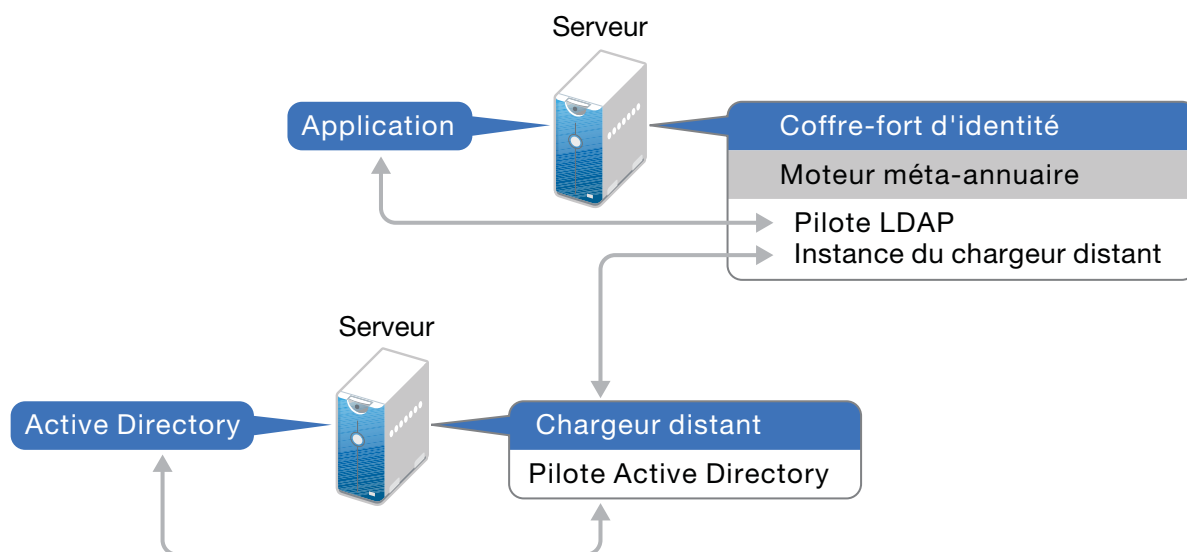 Serveur
Application
Coffre-fort d'identité
Moteur méta-annuaire
Pilote LDAP
Instance du chargeur distant
Serveur
Active Directory
Chargeur distant
Pilote Active Directory